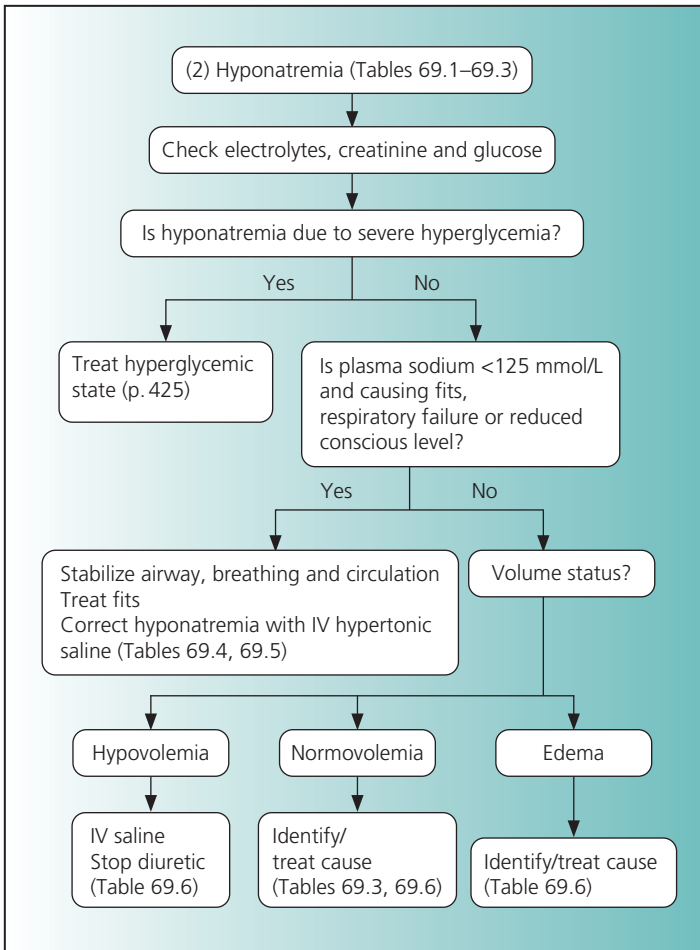 (2) Hyponatremia (Tables 69.1–69.3)
Check electrolytes, creatinine and glucose
Is hyponatremia due to severe hyperglycemia?
Yes
No
Treat hyperglycemic
state (p. 425)
Is plasma sodium <125 mmol/L
and causing fits,
respiratory failure or reduced
conscious level?
Yes
No
Stabilize airway, breathing and circulation
Treat fits
Correct hyponatremia with IV hypertonic
saline (Tables 69.4, 69.5)
Volume status?
Hypovolemia
Normovolemia
Edema
IV saline
Stop diuretic
(Table 69.6)
Identify/
treat cause
(Tables 69.3, 69.6)
Identify/treat cause
(Table 69.6)